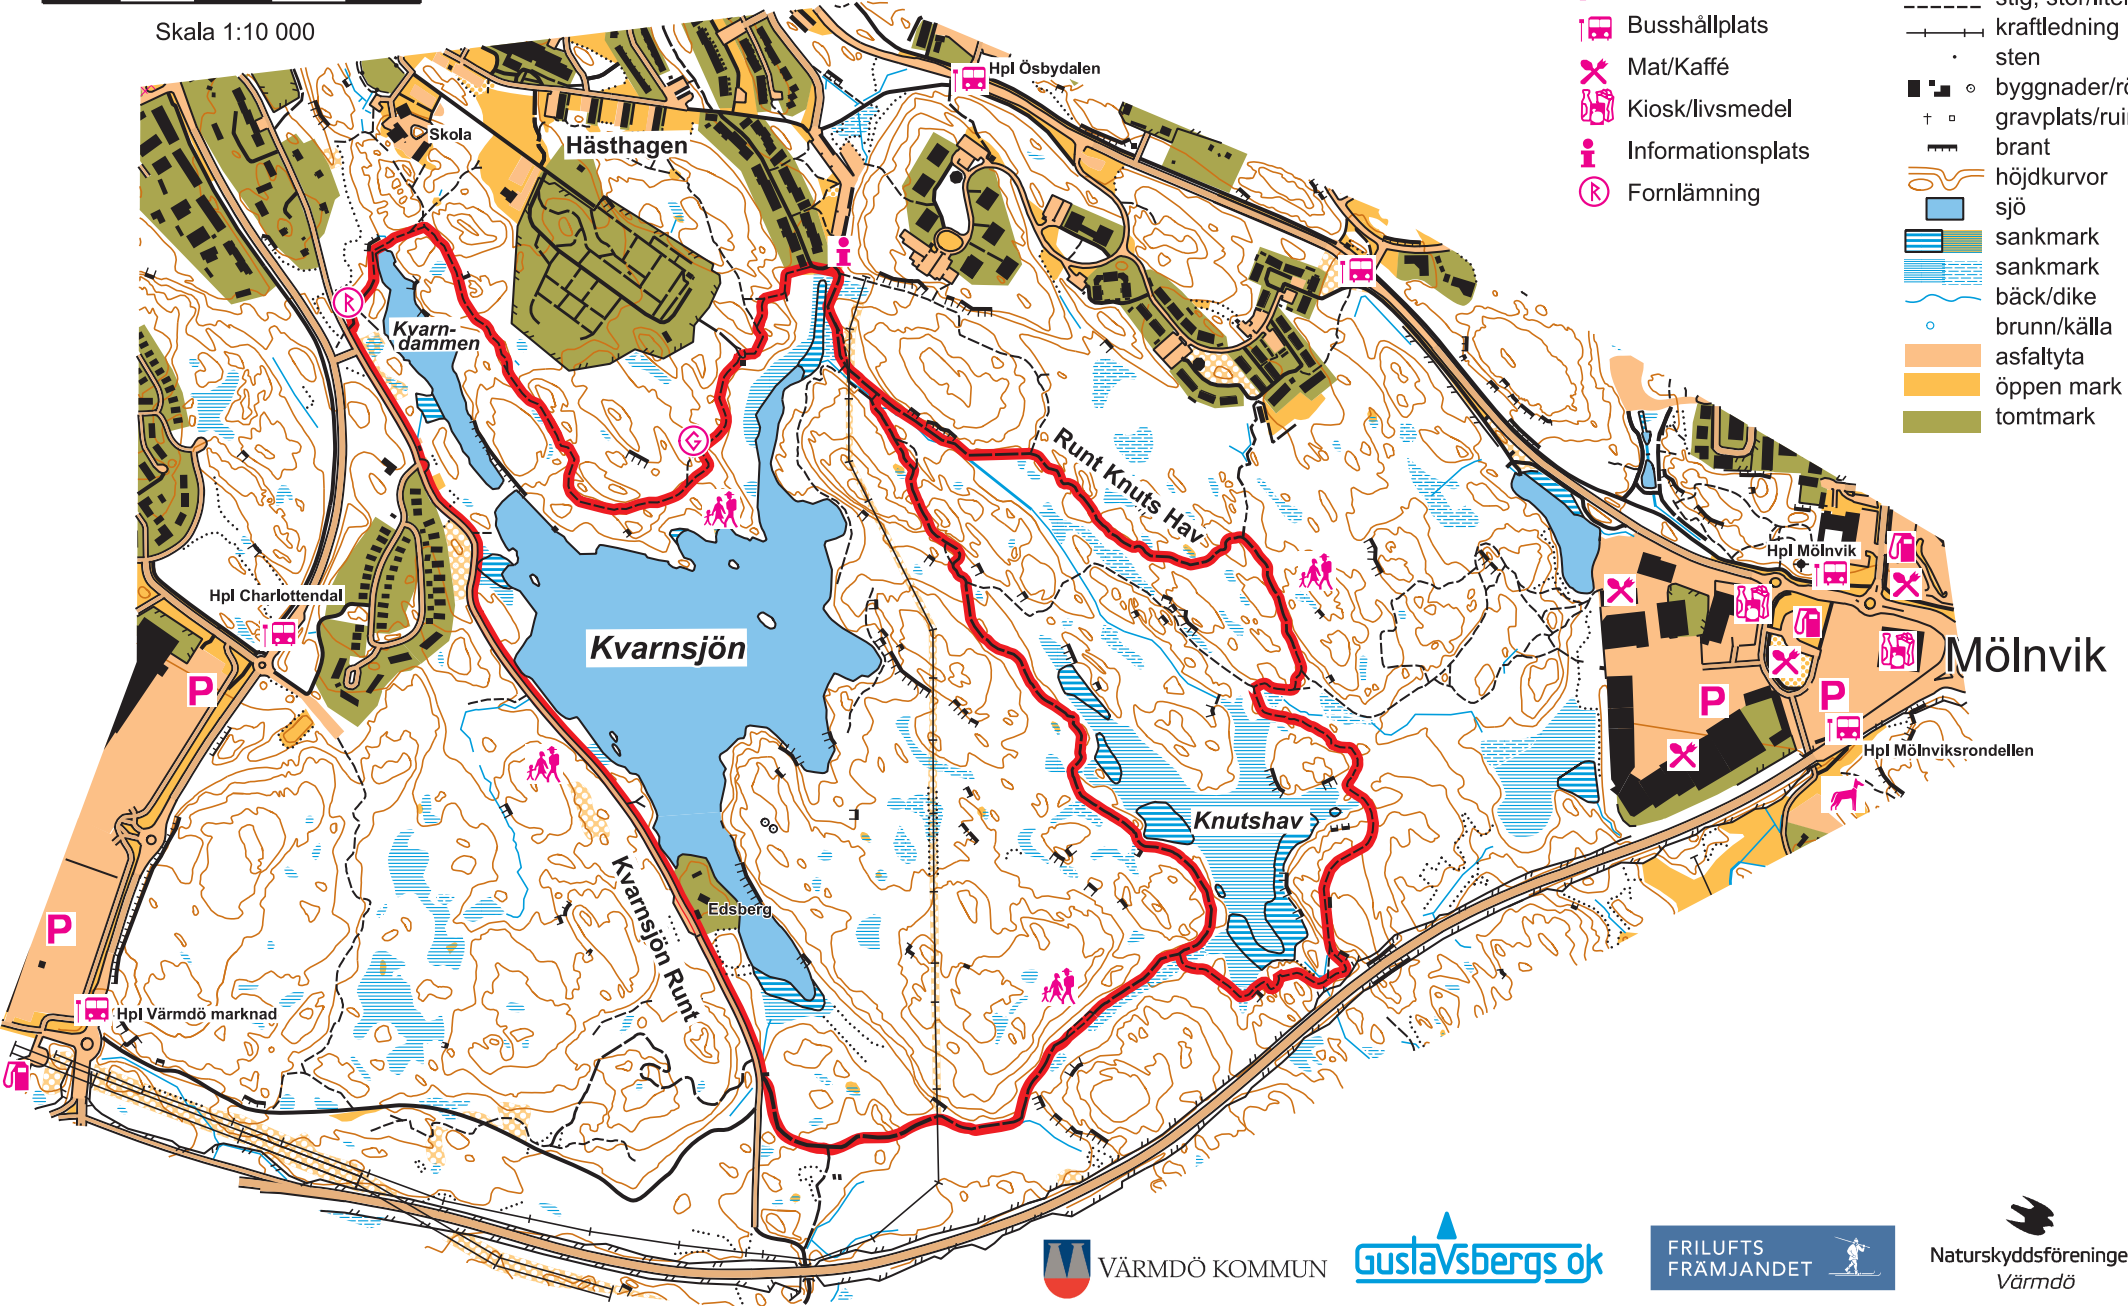 Skala 1:10 000
Busshållplats
Mat/Kaffé
Kiosk/livsmedel
Informationsplats
Fornlämning
kraftledning
sten
brant
höjdkurvor
sjö
sankmark
sankmark
bäck/dike
brunn/källa
asfaltyta
öppen mark
tomtmark
Hpl Ösbydalen
Skola
Hästhagen
R
Kvarn-
dammen
G
Runt Knuts Hav
Hpl Charlottendal
Kvarnsjön
P
Hpl Mölnvik
Mölnvik
P
P
Hpl Mölnviksrondellen
Knutshav
Kvarnsjön Runt
Edsberg
P
Hpl Värmdö marknad
VÄRMDÖ KOMMUN
Gustavsbergs ok
FRILUFTS
FRÄMJANDET
Naturskyddsföreninge
Värmdö